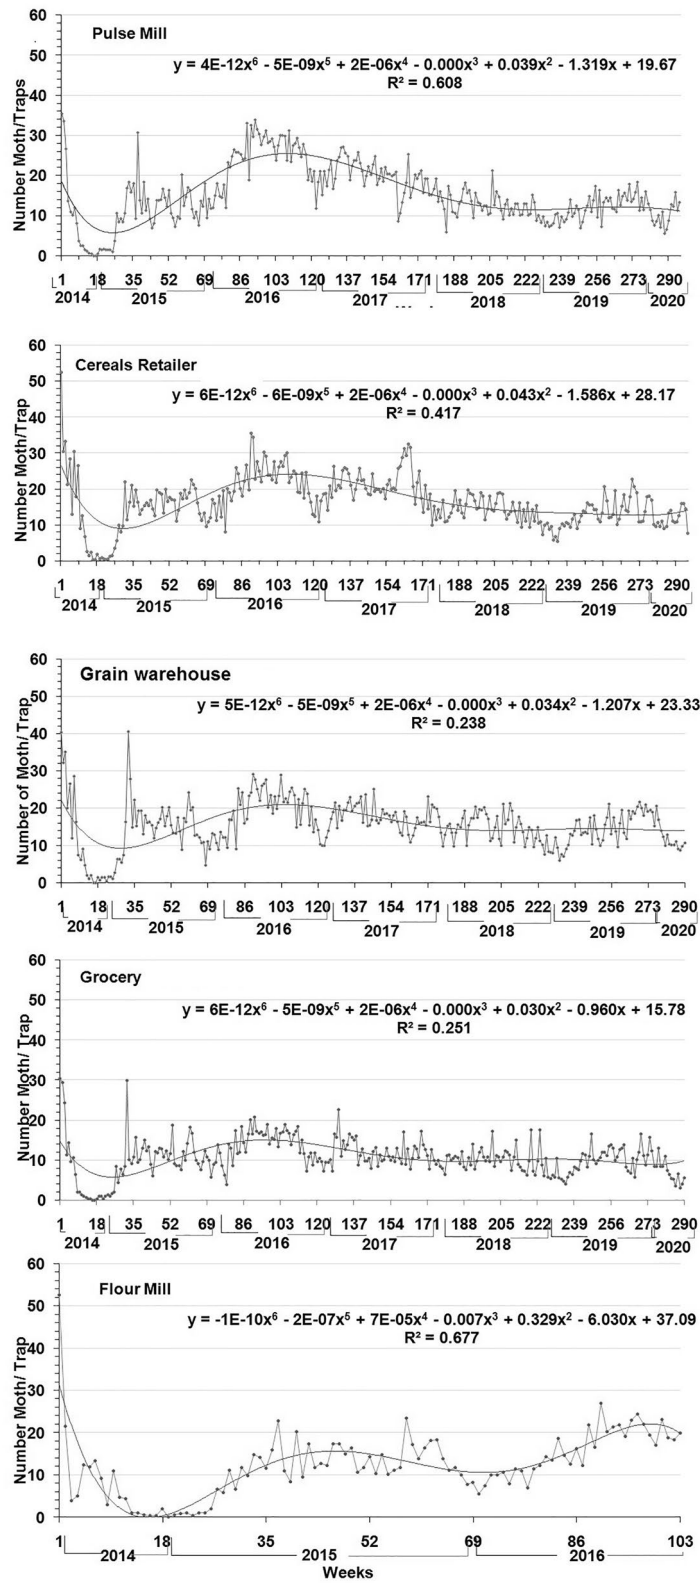 60
Pulse Mill
50
y = 4E-12x⁶ - 5E-09x⁵ + 2E-06x⁴ - 0.000x³ + 0.039x² - 1.319x + 19.67
R² = 0.608
40
30
20
10
0
Number Moth/Traps
1 18 35 52 69 86 103 120 137 154 171 188 205 222 239 256 273 290
2014 2015 2016 2017 2018 2019 2020
60
Cereals Retailer
50
y = 6E-12x⁶ - 6E-09x⁵ + 2E-06x⁴ - 0.000x³ + 0.043x² - 1.586x + 28.17
R² = 0.417
40
30
20
10
0
Number Moth/Trap
1 18 35 52 69 86 103 120 137 154 171 188 205 222 239 256 273 290
2014 2015 2016 2017 2018 2019 2020
60
Grain warehouse
50
y = 5E-12x⁶ - 5E-09x⁵ + 2E-06x⁴ - 0.000x³ + 0.034x² - 1.207x + 23.33
R² = 0.238
40
30
20
10
0
Number of Moth/ Trap
1 18 35 52 69 86 103 120 137 154 171 188 205 222 239 256 273 290
2014 2015 2016 2017 2018 2019 2020
60
Grocery
50
y = 6E-12x⁶ - 5E-09x⁵ + 2E-06x⁴ - 0.000x³ + 0.030x² - 0.960x + 15.78
R² = 0.251
40
30
20
10
0
Number Moth/ Trap
1 18 35 52 69 86 103 120 137 154 171 188 205 222 239 256 273 290
2014 2015 2016 2017 2018 2019 2020
60
Flour Mill
50
y = -1E-10x⁶ - 2E-07x⁵ + 7E-05x⁴ - 0.007x³ + 0.329x² - 6.030x + 37.09
R² = 0.677
40
30
20
10
0
Number Moth/ Trap
1 18 35 52 69 86 103
2014 2015 2016
Weeks